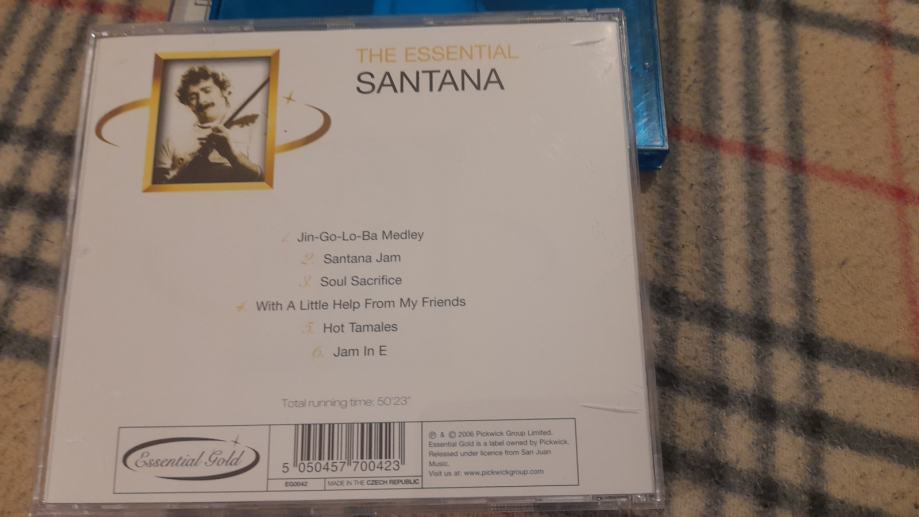 THE ESSENTIAL
SANTANA
1. Jin-Go-Lo-Ba Medley
2. Santana Jam
3. Soul Sacrifice
4. With A Little Help From My Friends
5. Hot Tamales
6. Jam In E
Total running time: 50'23"
Essential Gold
5 050457 700423
EG0042
MADE IN THE CZECH REPUBLIC
℗ & © 2006 Pickwick Group Limited.
Essential Gold is a label owned by Pickwick.
Released under licence from San Juan
Music.
Visit us at: www.pickwickgroup.com